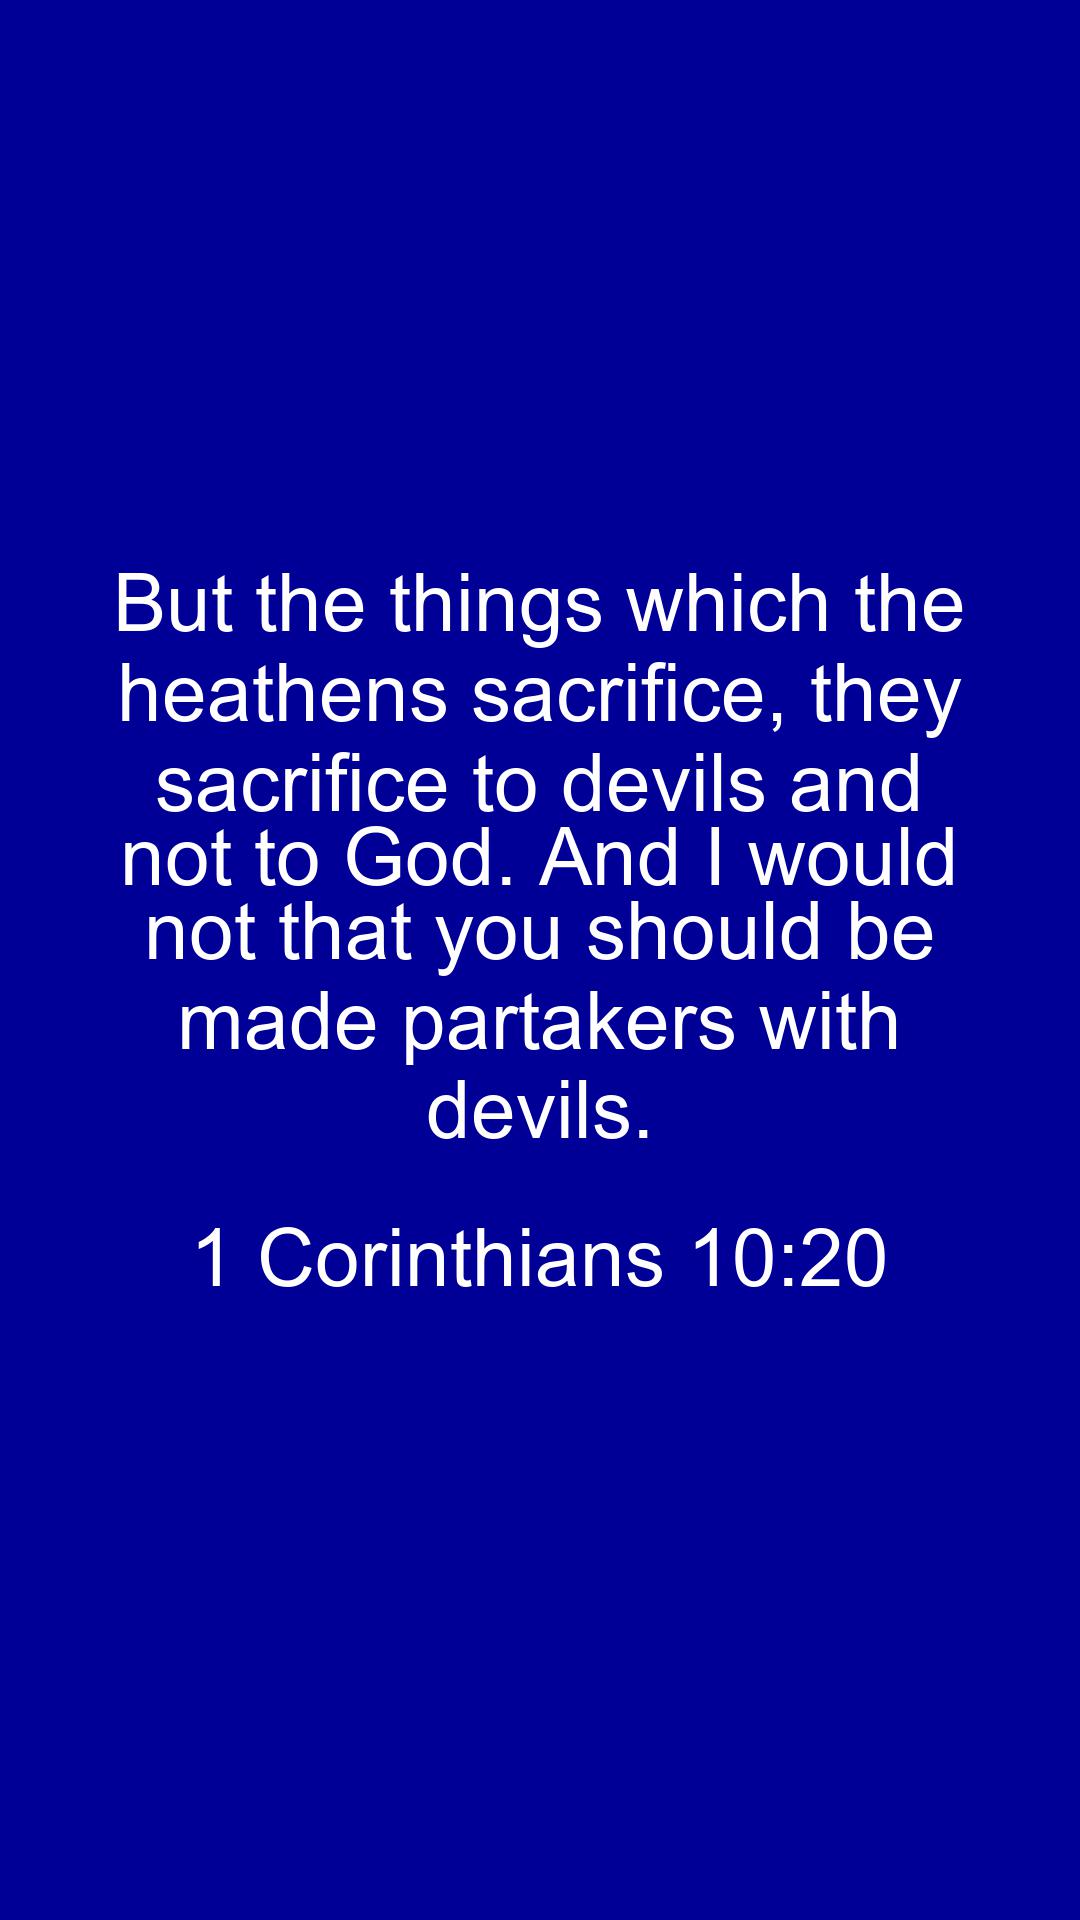 But the things which the
heathens sacrifice, they
sacrifice to devils and
not to God. And I would
not that you should be
made partakers with
devils.
1 Corinthians 10:20